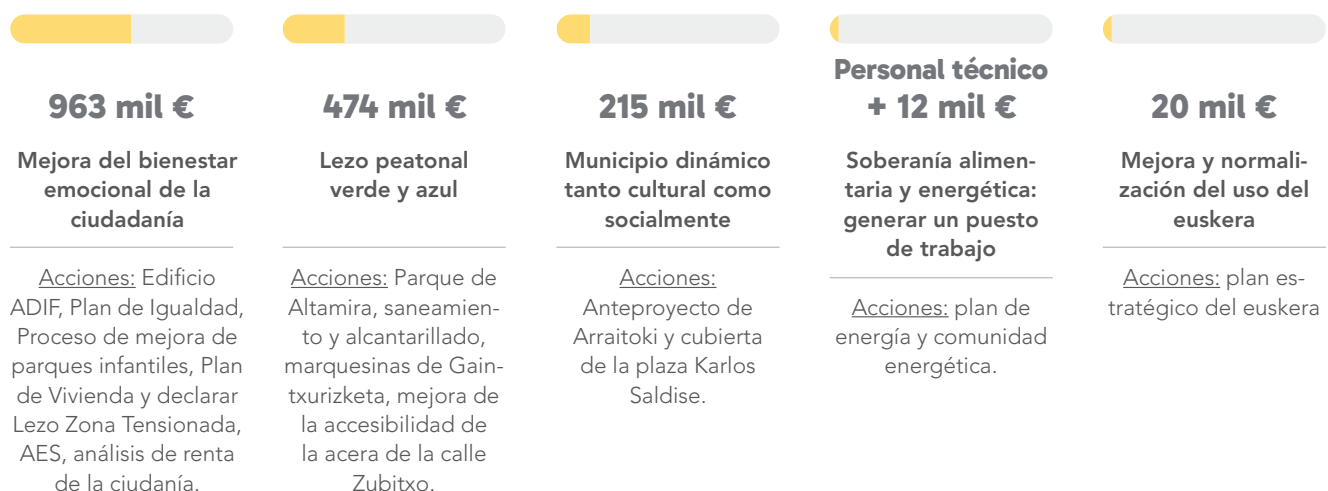 963 mil €
Mejora del bienestar
emocional de la
ciudadanía
Acciones: Edificio
ADIF, Plan de Igualdad,
Proceso de mejora de
parques infantiles, Plan
de Vivienda y declarar
Lezo Zona Tensionada,
AES, análisis de renta
de la ciudanía.
474 mil €
Lezo peatonal
verde y azul
Acciones: Parque de
Altamira, saneamien-
to y alcantarillado,
marquesinas de Gain-
txurizketa, mejora de
la accesibilidad de
la acera de la calle
Zubitxo.
215 mil €
Municipio dinámico
tanto cultural como
socialmente
Acciones:
Anteproyecto de
Arraitoki y cubierta
de la plaza Karlos
Saldise.
Personal técnico
+ 12 mil €
Soberanía alimen-
taria y energética:
generar un puesto
de trabajo
Acciones: plan de
energía y comunidad
energética.
20 mil €
Mejora y normali-
zación del uso del
euskera
Acciones: plan es-
tratégico del euskera